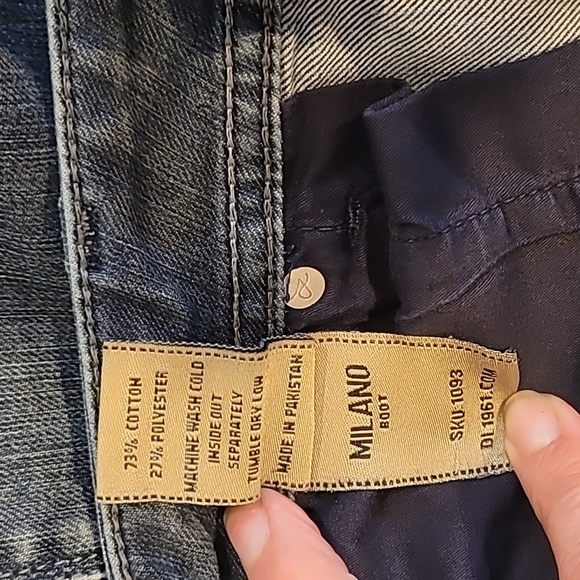 73% COTTON
27% POLYESTER
MACHINE WASH COLD
INSIDE OUT
SEPARATELY
TUMBLE DRY LOW
MADE IN PAKISTAN
MILANO
BOOT
SKU:1093
DL1961.COM